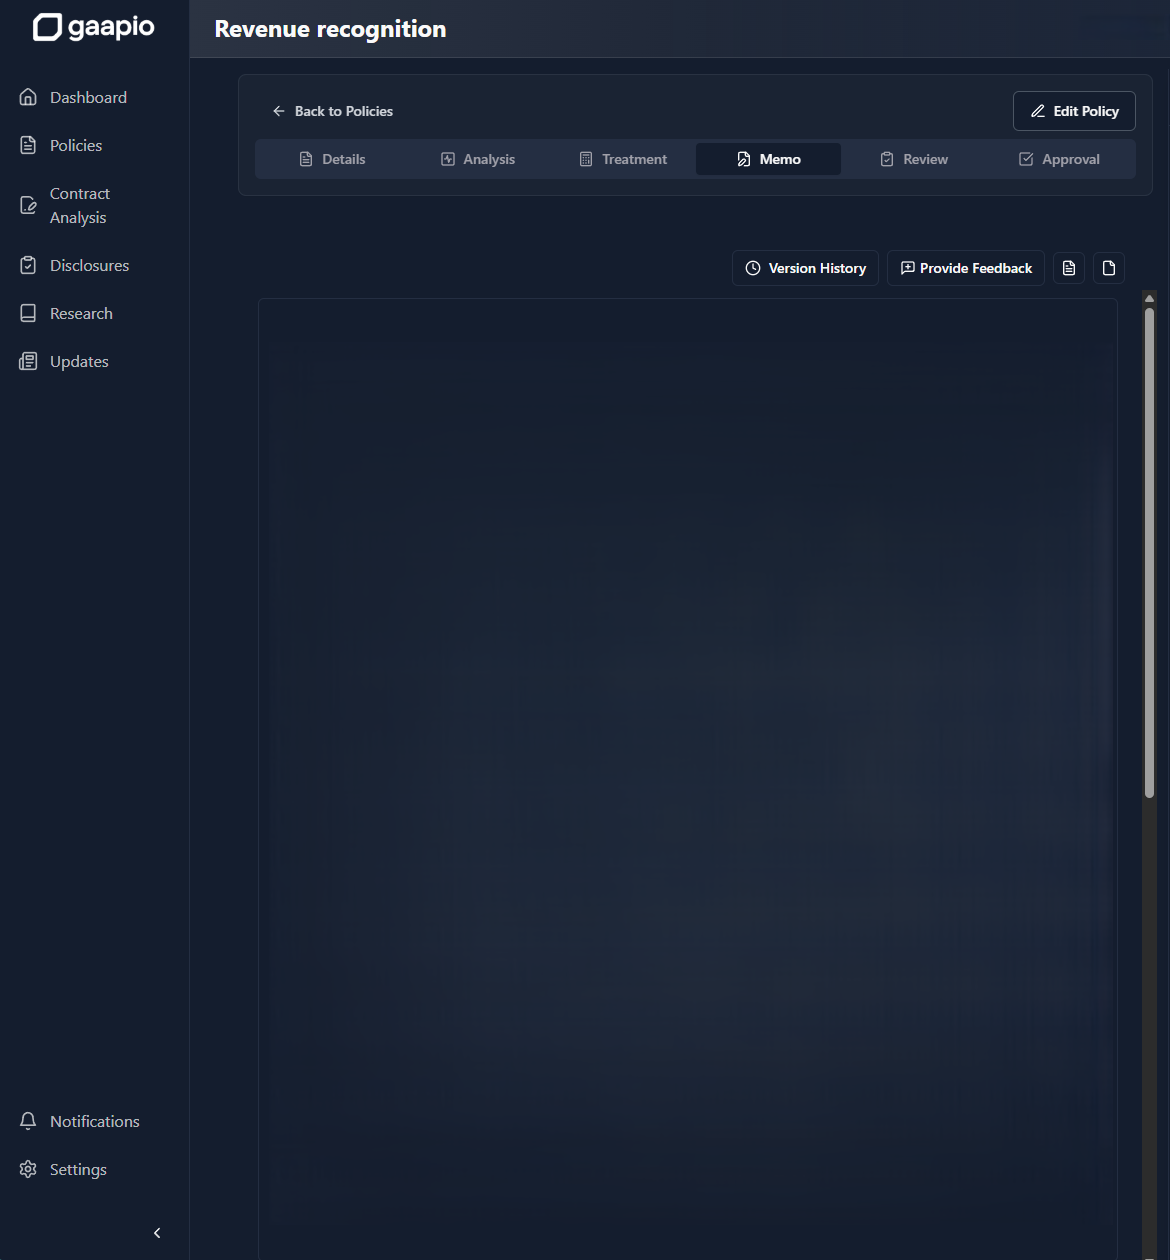 gaapio
Revenue recognition
Dashboard
Policies
Contract
Analysis
Disclosures
Research
Updates
Back to Policies
Edit Policy
Details
Analysis
Treatment
Memo
Review
Approval
Version History
Provide Feedback
Notifications
Settings